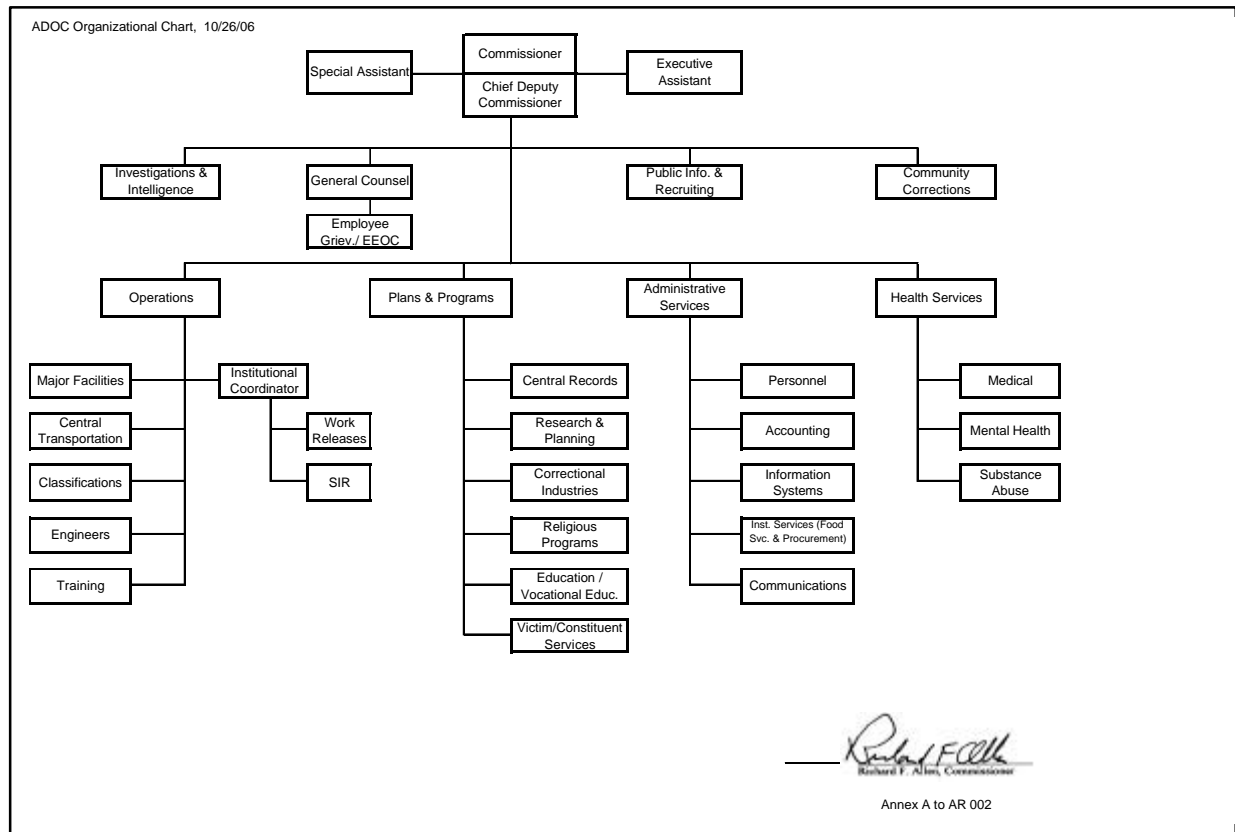 ADOC Organizational Chart, 10/26/06
Commissioner
Special Assistant
Executive
Assistant
Chief Deputy
Commissioner
Investigations &
Intelligence
General Counsel
Public Info. &
Recruiting
Community
Corrections
Employee
Griev./ EEOC
Operations
Plans & Programs
Administrative
Services
Health Services
Major Facilities
Institutional
Coordinator
Central Records
Personnel
Medical
Central
Transportation
Work
Releases
Research &
Planning
Accounting
Mental Health
Classifications
SIR
Correctional
Industries
Information
Systems
Substance
Abuse
Engineers
Religious
Programs
Inst. Services (Food
Svc. & Procurement)
Training
Education /
Vocational Educ.
Communications
Victim/Constituent
Services
Richard F Allen
Richard F. Allen, Commissioner
Annex A to AR 002